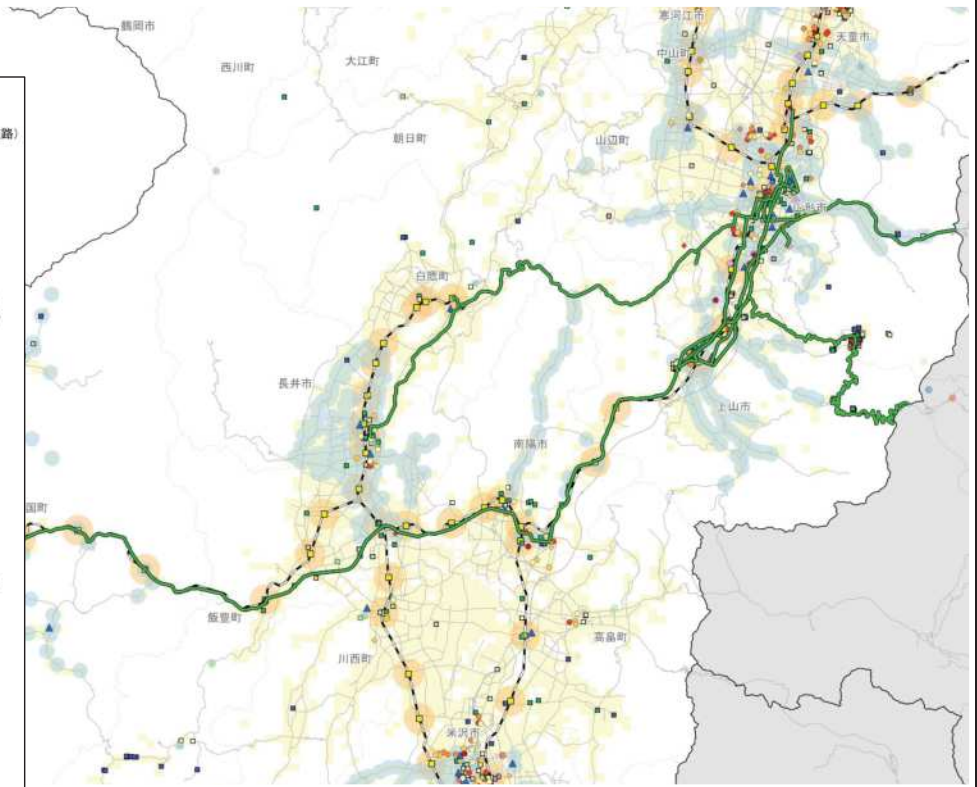 鶴岡市
寒河江市
天童市
西川町
大江町
中山町
路）
朝日町
山辺町
山形市
白鷹町
長井市
上山市
南陽市
国町
飯豊町
高畠町
川西町
米沢市